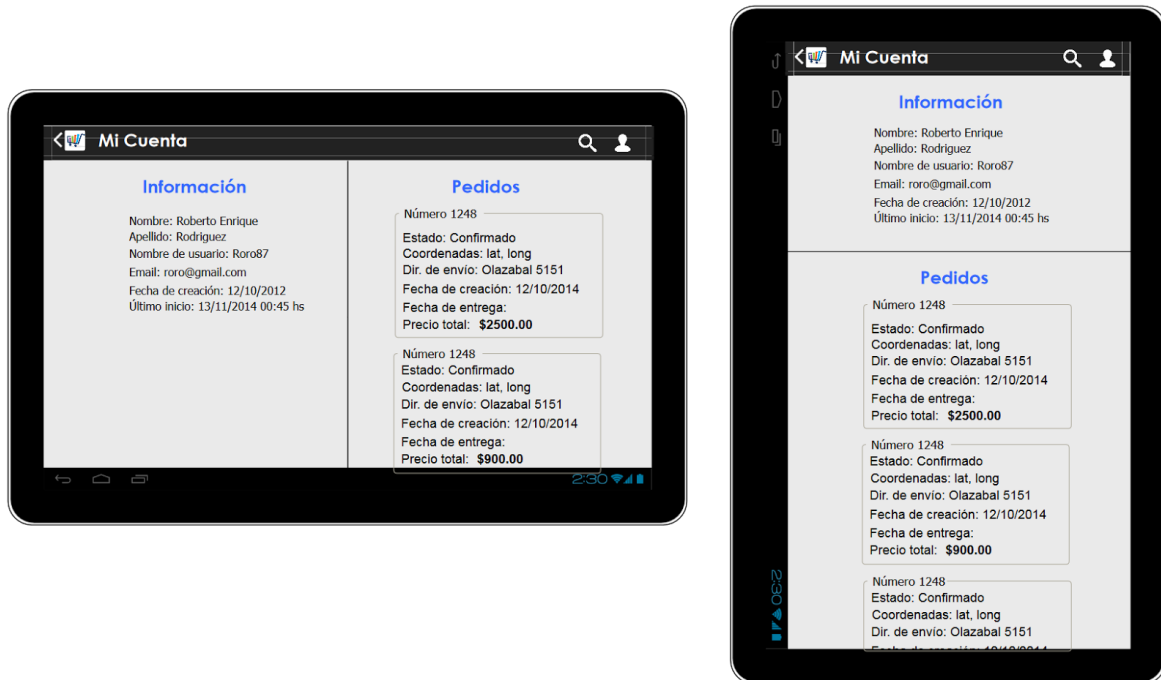 Mi Cuenta
Información
Nombre: Roberto Enrique
Apellido: Rodriguez
Nombre de usuario: Roro87
Email: roro@gmail.com
Fecha de creación: 12/10/2012
Último inicio: 13/11/2014 00:45 hs
Pedidos
Número 1248
Estado: Confirmado
Coordenadas: lat, long
Dir. de envío: Olazabal 5151
Fecha de creación: 12/10/2014
Fecha de entrega:
Precio total: $2500.00
Número 1248
Estado: Confirmado
Coordenadas: lat, long
Dir. de envío: Olazabal 5151
Fecha de creación: 12/10/2014
Fecha de entrega:
Precio total: $900.00
2:30
Mi Cuenta
Información
Nombre: Roberto Enrique
Apellido: Rodriguez
Nombre de usuario: Roro87
Email: roro@gmail.com
Fecha de creación: 12/10/2012
Último inicio: 13/11/2014 00:45 hs
Pedidos
Número 1248
Estado: Confirmado
Coordenadas: lat, long
Dir. de envío: Olazabal 5151
Fecha de creación: 12/10/2014
Fecha de entrega:
Precio total: $2500.00
Número 1248
Estado: Confirmado
Coordenadas: lat, long
Dir. de envío: Olazabal 5151
Fecha de creación: 12/10/2014
Fecha de entrega:
Precio total: $900.00
Número 1248
Estado: Confirmado
Coordenadas: lat, long
Dir. de envío: Olazabal 5151
2:30